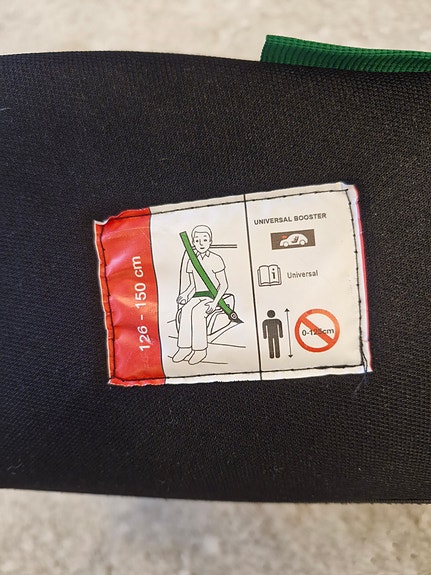 126 - 150 cm
UNIVERSAL BOOSTER
Universal
0-125cm